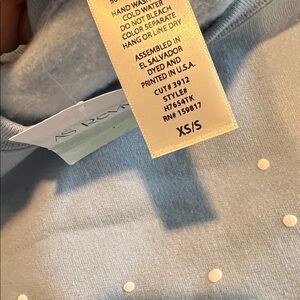 HAND WASH
COLD WATER
DO NOT BLEACH
COLOR SEPARATE
HANG OR LINE DRY
ASSEMBLED IN
EL SALVADOR
DYED AND
PRINTED IN U.S.A.
CUT# 3912
STYLE#
H7654TK
RN# 159817
XS/S